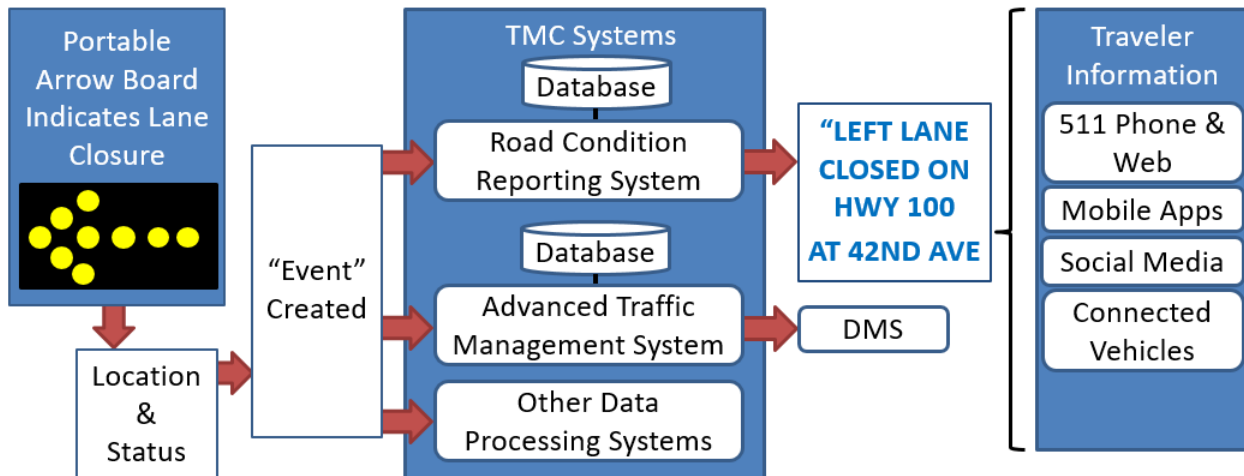 Portable
Arrow Board
Indicates Lane
Closure
Location
&
Status
“Event”
Created
TMC Systems
Database
Road Condition
Reporting System
Database
Advanced Traffic
Management System
Other Data
Processing Systems
“LEFT LANE
CLOSED ON
HWY 100
AT 42ND AVE
DMS
Traveler
Information
511 Phone &
Web
Mobile Apps
Social Media
Connected
Vehicles